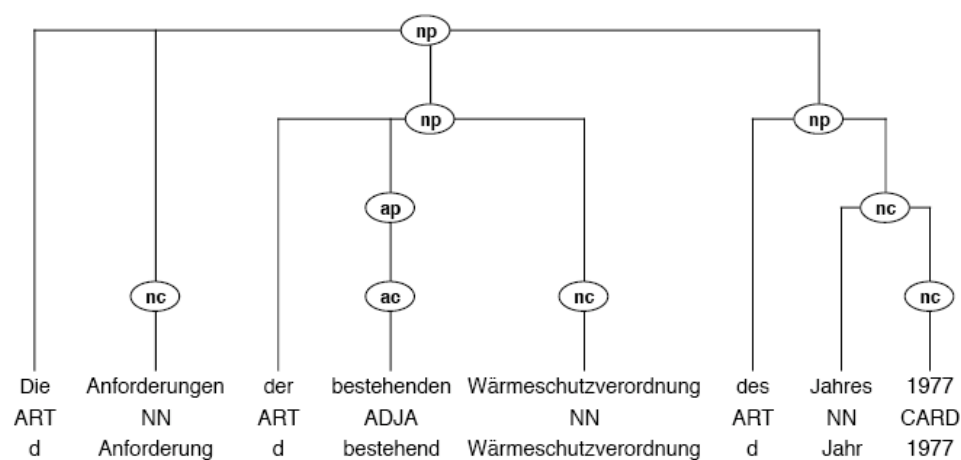 np
np np
ap nc
nc ac nc nc
Die Anforderungen der bestehenden Wärmeschutzverordnung des Jahres 1977
ART NN ART ADJA NN ART NN CARD
d Anforderung d bestehend Wärmeschutzverordnung d Jahr 1977